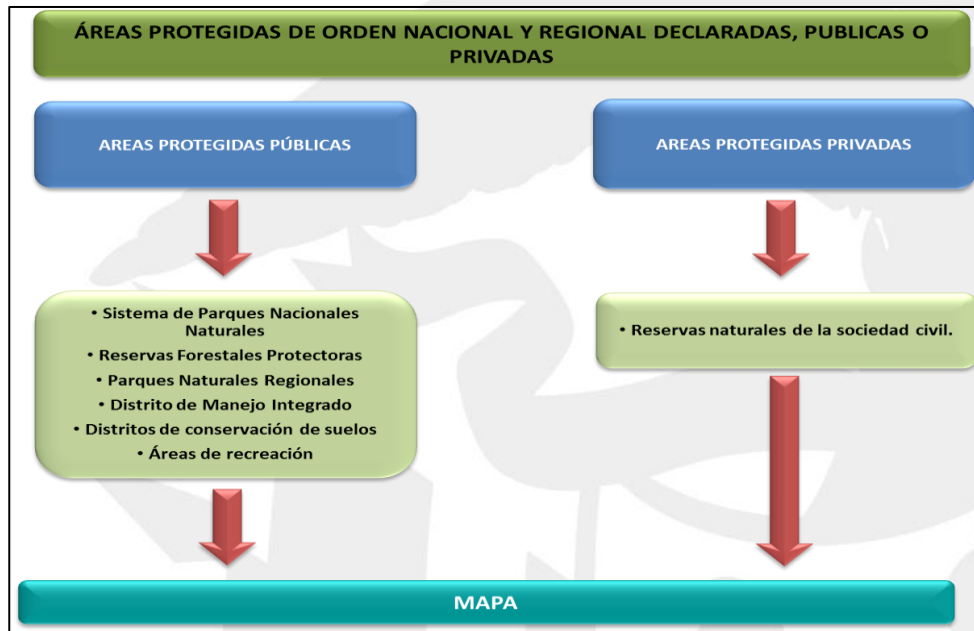 ÁREAS PROTEGIDAS DE ORDEN NACIONAL Y REGIONAL DECLARADAS, PUBLICAS O
PRIVADAS
AREAS PROTEGIDAS PÚBLICAS
• Sistema de Parques Nacionales
Naturales
• Reservas Forestales Protectoras
• Parques Naturales Regionales
• Distrito de Manejo Integrado
• Distritos de conservación de suelos
• Áreas de recreación
AREAS PROTEGIDAS PRIVADAS
• Reservas naturales de la sociedad civil.
MAPA